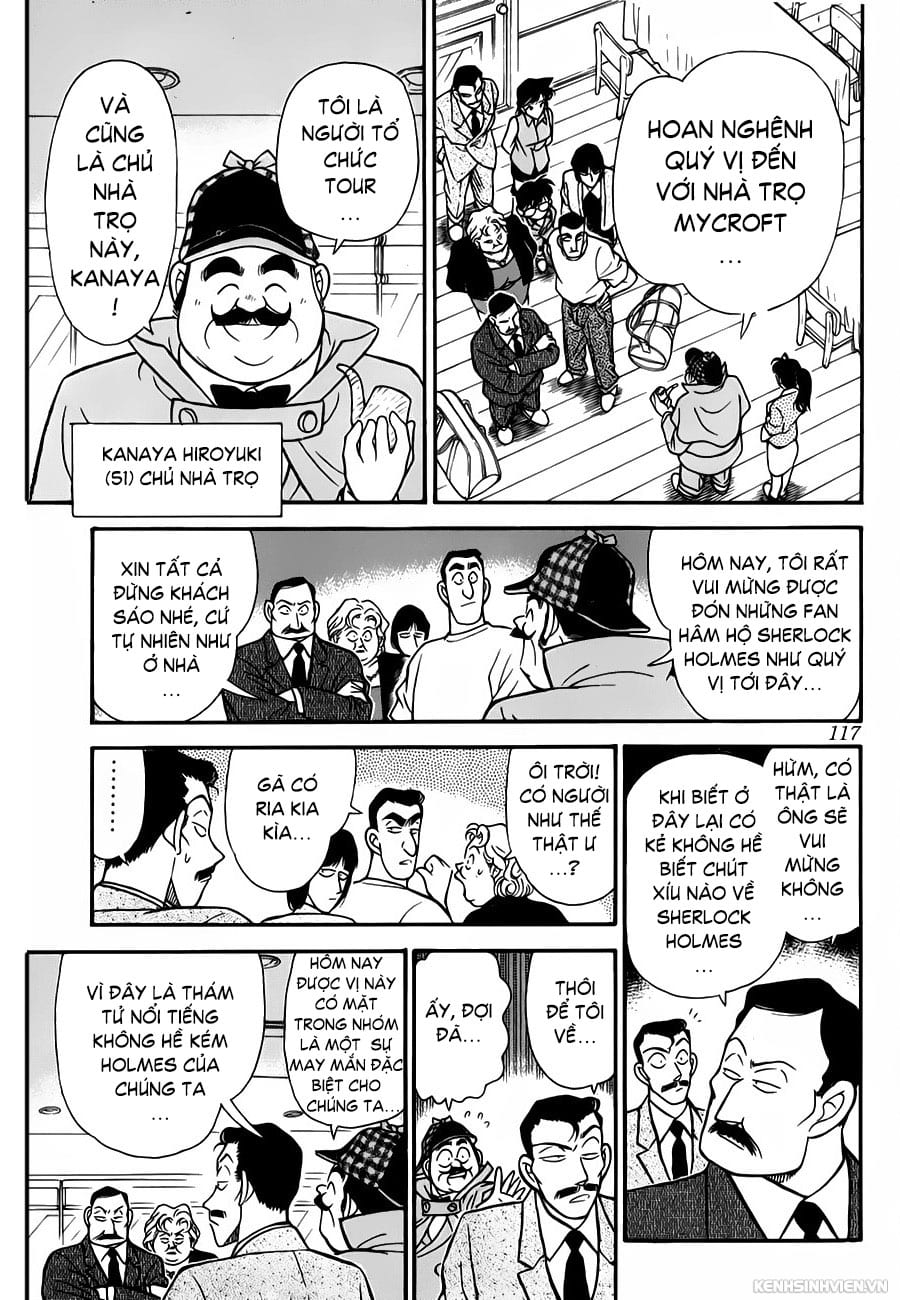 HOAN NGHÊNH
QUÝ VỊ ĐẾN
VỚI NHÀ TRỌ
MYCROFT
...
TÔI LÀ
NGƯỜI TỔ
CHỨC
TOUR
...
VÀ
CŨNG
LÀ CHỦ
NHÀ
TRỌ
NÀY,
KANAYA
!
KANAYA HIROYUKI
(51) CHỦ NHÀ TRỌ
HÔM NAY, TÔI RẤT
VUI MỪNG ĐƯỢC
ĐÓN NHỮNG FAN
HÂM HỘ SHERLOCK
HOLMES NHƯ QUÝ
VỊ TỚI ĐÂY...
XIN TẤT CẢ
ĐỪNG KHÁCH
SÁO NHÉ, CỨ
TỰ NHIÊN NHƯ
Ở NHÀ
...
117
HỪM, CÓ
THẬT LÀ
ÔNG SẼ
VUI
MỪNG
KHÔNG
...
KHI BIẾT Ở
ĐÂY LẠI CÓ
KẺ KHÔNG HỀ
BIẾT CHÚT
XÍU NÀO VỀ
SHERLOCK
HOLMES
...
ÔI TRỜI!
CÓ NGƯỜI
NHƯ THẾ
THẬT Ư
...?
GÃ CÓ
RIA KIA
KÌA...
........
THÔI
ĐỂ TÔI
VỀ...
ẤY, ĐỢI
ĐÃ...
HÔM NAY
ĐƯỢC VỊ NÀY
CÓ MẶT
TRONG NHÓM
LÀ MỘT SỰ
MAY MẮN ĐẶC
BIỆT CHO
CHÚNG TA...
VÌ ĐÂY LÀ THÁM
TỬ NỔI TIẾNG
KHÔNG HỀ KÉM
HOLMES CỦA
CHÚNG TA
...
KENHSINHVIEN.VN